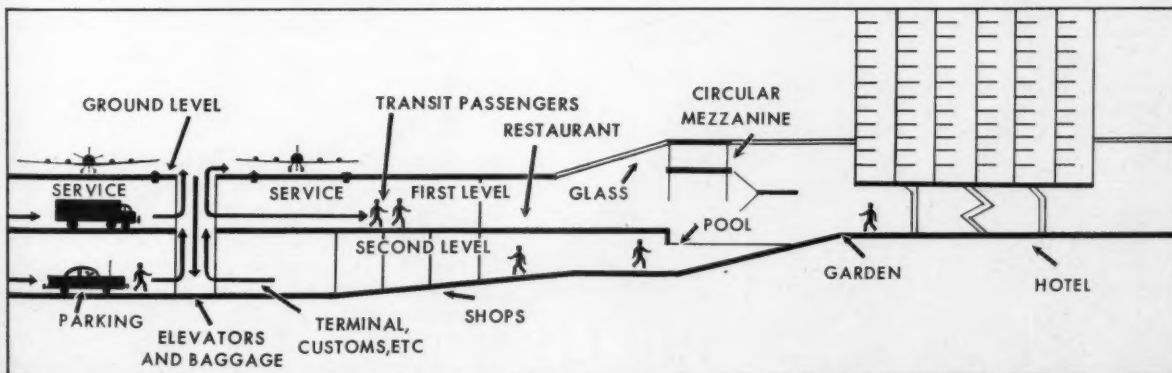 GROUND LEVEL
TRANSIT PASSENGERS
RESTAURANT
CIRCULAR
MEZZANINE
SERVICE
SERVICE
FIRST LEVEL
GLASS
SECOND LEVEL
POOL
GARDEN
HOTEL
PARKING
ELEVATORS
AND BAGGAGE
TERMINAL,
CUSTOMS,ETC
SHOPS